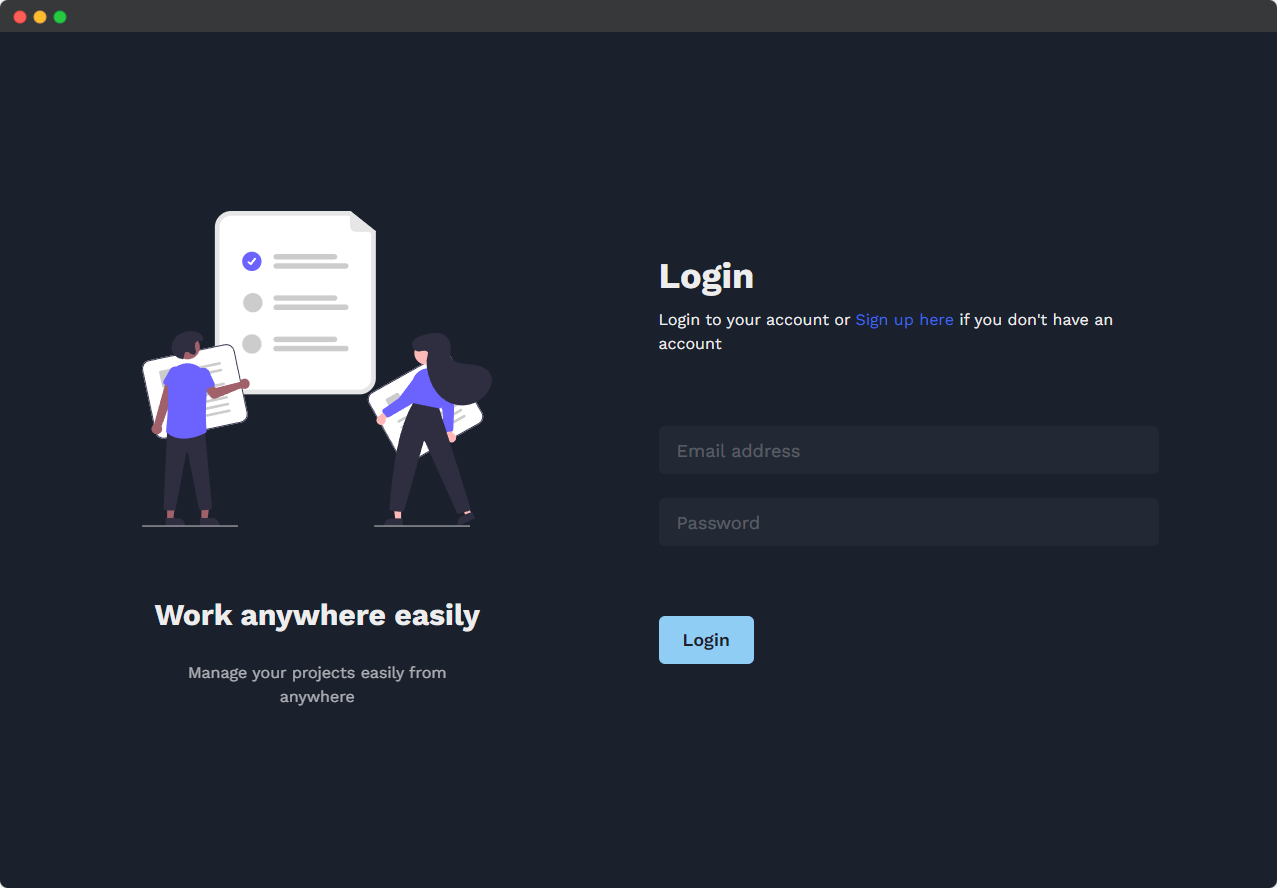 Login
Login to your account or Sign up here if you don't have an
account
Email address
Password
Login
Work anywhere easily
Manage your projects easily from
anywhere